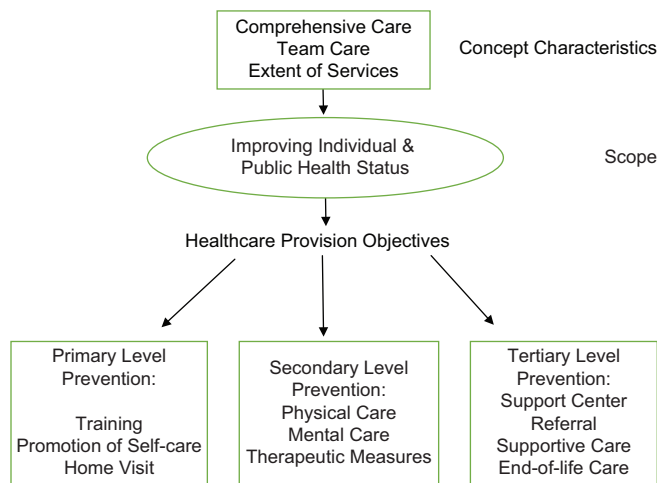 Comprehensive Care
Team Care
Extent of Services
Concept Characteristics
Improving Individual &
Public Health Status
Scope
Healthcare Provision Objectives
Primary Level
Prevention:
Training
Promotion of Self-care
Home Visit
Secondary Level
Prevention:
Physical Care
Mental Care
Therapeutic Measures
Tertiary Level
Prevention:
Support Center
Referral
Supportive Care
End-of-life Care